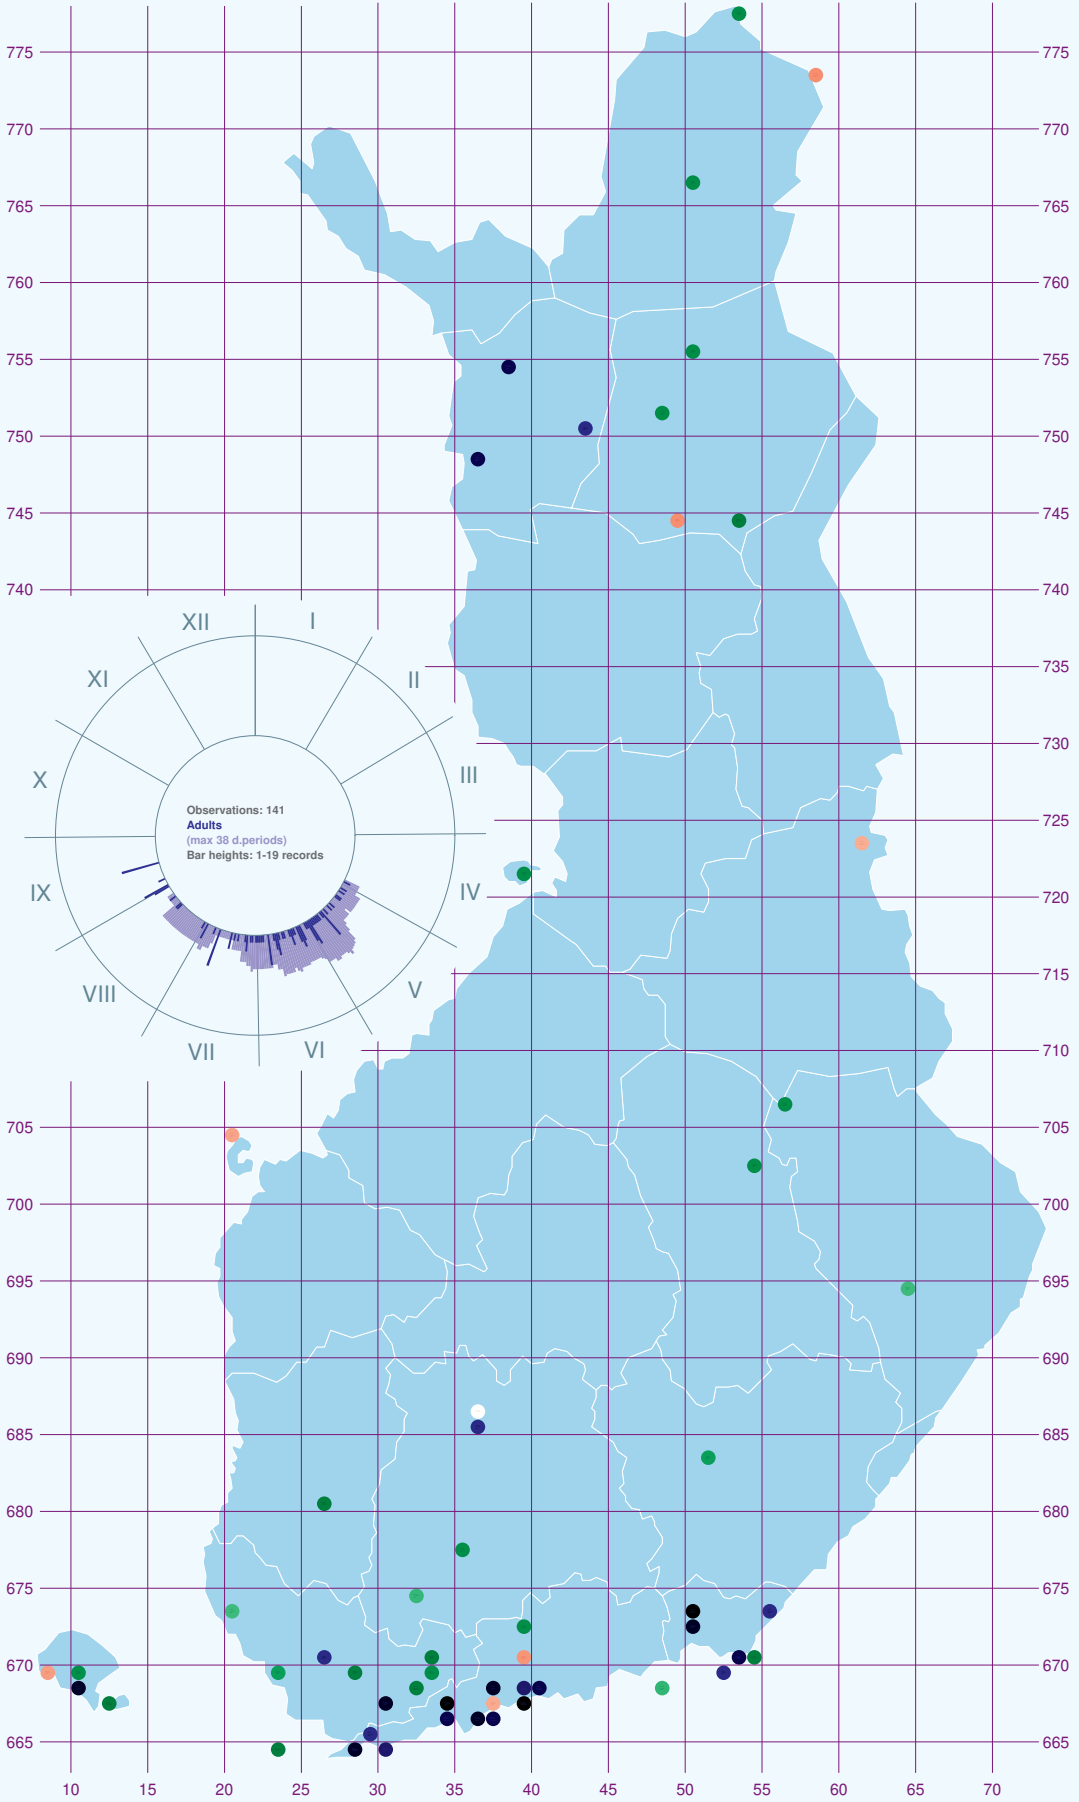 775 775
770 770
765 765
760 760
755 755
750 750
745 745
740 740
XII I
XI II
735
730
X III
Observations: 141
Adults
(max 38 d.periods)
Bar heights: 1-19 records
725
IX IV
720
VIII V
715
VII VI
710
705 705
700 700
695 695
690 690
685 685
680 680
675 675
670 670
665 665
10 15 20 25 30 35 40 45 50 55 60 65 70